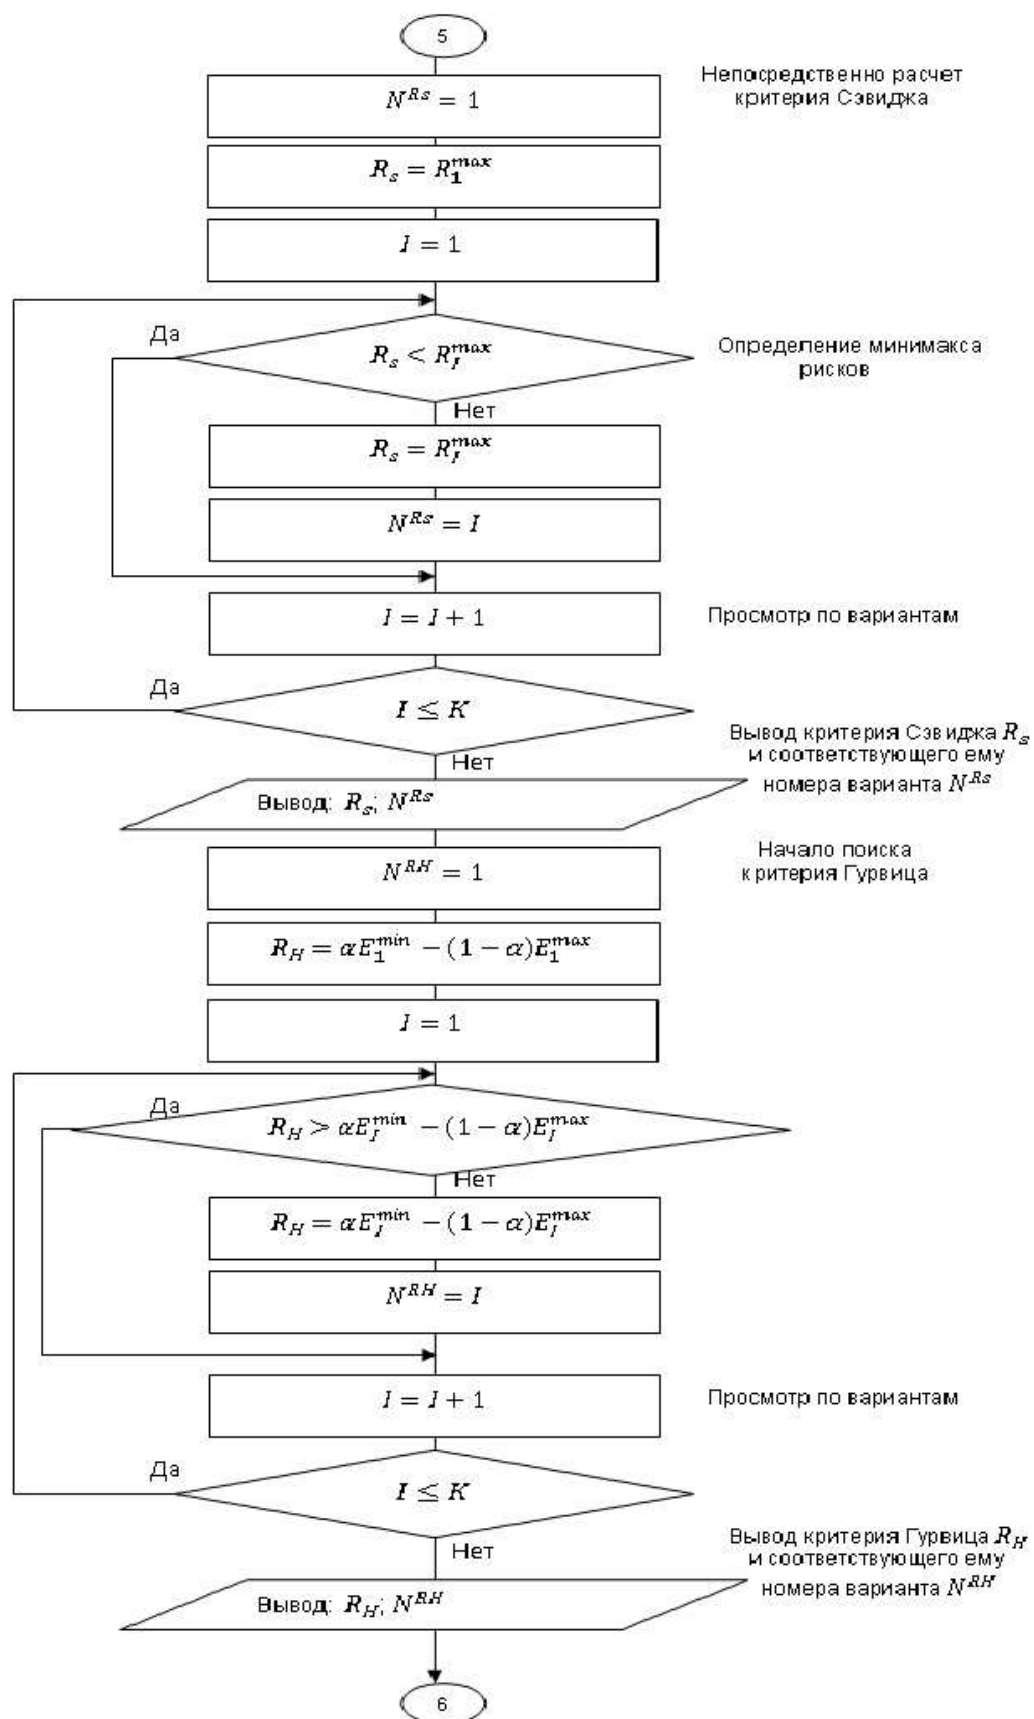 5
Непосредственно расчет
критерия Сэвиджа
N^{Rs} = 1
R_s = R_1^{max}
I = 1
Да
R_s < R_I^{max}
Определение минимакса
рисков
Нет
R_s = R_I^{max}
N^{Rs} = I
I = I + 1
Просмотр по вариантам
Да
I ≤ K
Нет
Вывод критерия Сэвиджа R_s
и соответствующего ему
номера варианта N^{Rs}
Вывод: R_s; N^{Rs}
Начало поиска
критерия Гурвица
N^{RH} = 1
R_H = αE_1^{min} − (1 − α)E_1^{max}
I = 1
Да
R_H > αE_I^{min} − (1 − α)E_I^{max}
Нет
R_H = αE_I^{min} − (1 − α)E_I^{max}
N^{RH} = I
I = I + 1
Просмотр по вариантам
Да
I ≤ K
Нет
Вывод критерия Гурвица R_H
и соответствующего ему
номера варианта N^{RH}
Вывод: R_H; N^{RH}
6